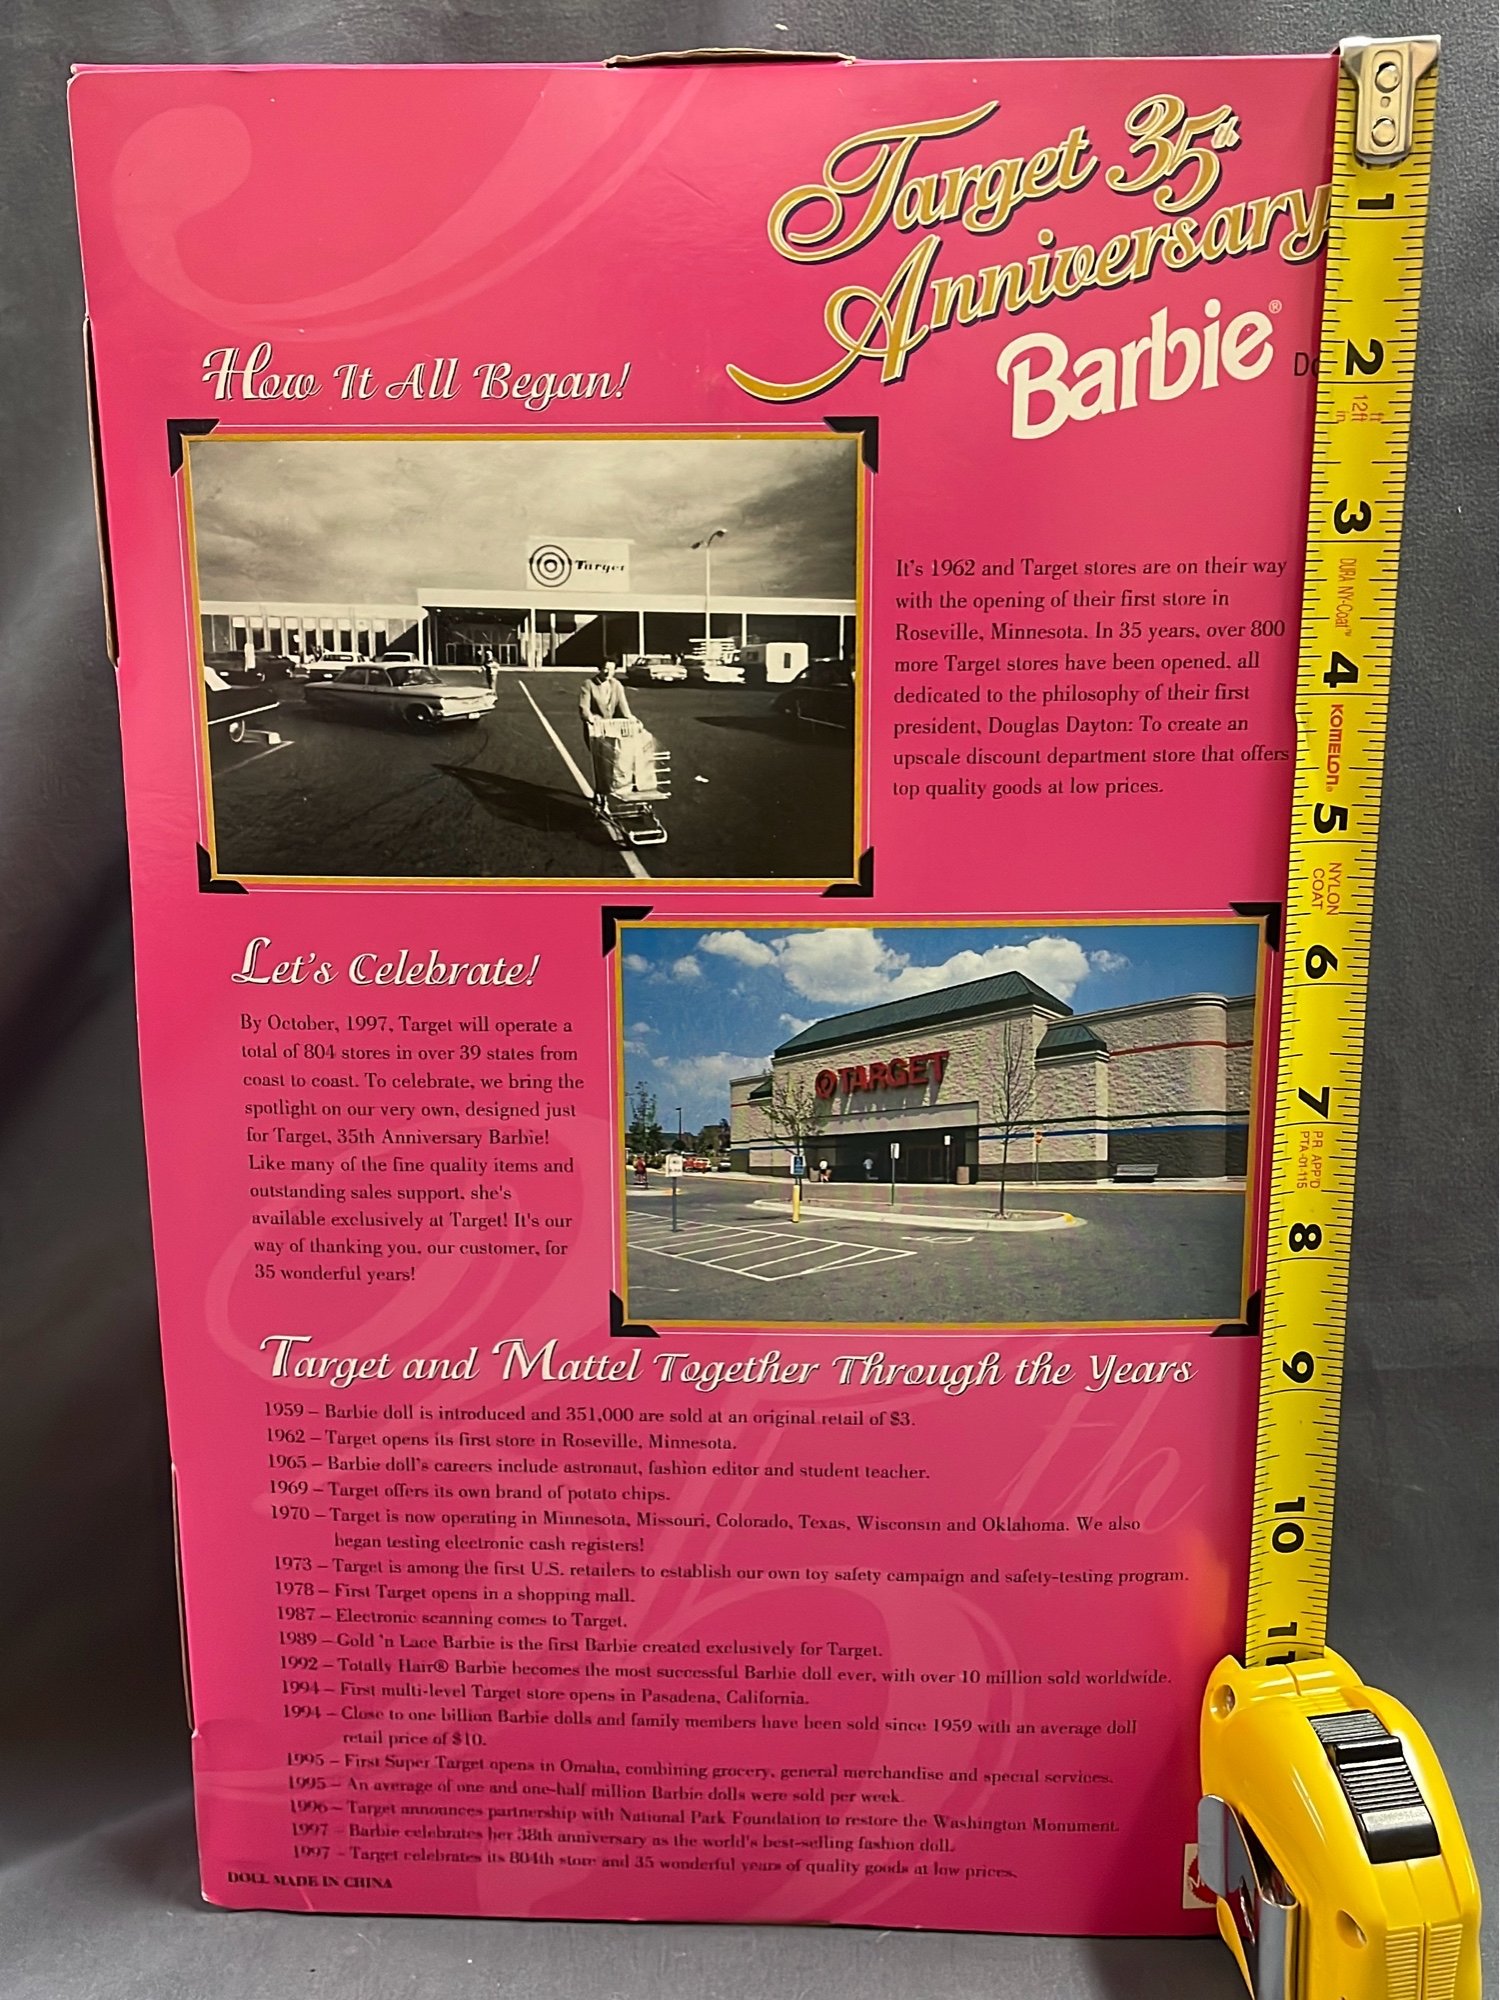 Target 35th
Anniversary
Barbie®
How It All Began!
Target
It's 1962 and Target stores are on their way
with the opening of their first store in
Roseville, Minnesota. In 35 years, over 800
more Target stores have been opened, all
dedicated to the philosophy of their first
president, Douglas Dayton: To create an
upscale discount department store that offers
top quality goods at low prices.
Let's Celebrate!
By October, 1997, Target will operate a
total of 804 stores in over 39 states from
coast to coast. To celebrate, we bring the
spotlight on our very own, designed just
for Target, 35th Anniversary Barbie!
Like many of the fine quality items and
outstanding sales support, she's
available exclusively at Target! It's our
way of thanking you, our customer, for
35 wonderful years!
TARGET
Target and Mattel Together Through the Years
1959 – Barbie doll is introduced and 351,000 are sold at an original retail of $3.
1962 – Target opens its first store in Roseville, Minnesota.
1965 – Barbie doll's careers include astronaut, fashion editor and student teacher.
1969 – Target offers its own brand of potato chips.
1970 – Target is now operating in Minnesota, Missouri, Colorado, Texas, Wisconsin and Oklahoma. We also
began testing electronic cash registers!
1973 – Target is among the first U.S. retailers to establish our own toy safety campaign and safety-testing program.
1978 – First Target opens in a shopping mall.
1987 – Electronic scanning comes to Target.
1989 – Gold 'n Lace Barbie is the first Barbie created exclusively for Target.
1992 – Totally Hair® Barbie becomes the most successful Barbie doll ever, with over 10 million sold worldwide.
1994 – First multi-level Target store opens in Pasadena, California.
1994 – Close to one billion Barbie dolls and family members have been sold since 1959 with an average doll
retail price of $10.
1995 – First Super Target opens in Omaha, combining grocery, general merchandise and special services.
1995 – An average of one and one-half million Barbie dolls were sold per week.
1996 – Target announces partnership with National Park Foundation to restore the Washington Monument.
1997 – Barbie celebrates her 38th anniversary as the world's best-selling fashion doll.
1997 – Target celebrates its 804th store and 35 wonderful years of quality goods at low prices.
DOLL MADE IN CHINA
35th
1
2
12ft
in
ft
3
DURA NY-Coat™
4
KOMELON®
5
NYLON
COAT
6
7
PR APP'D
PTA-01-115
8
9
10
11